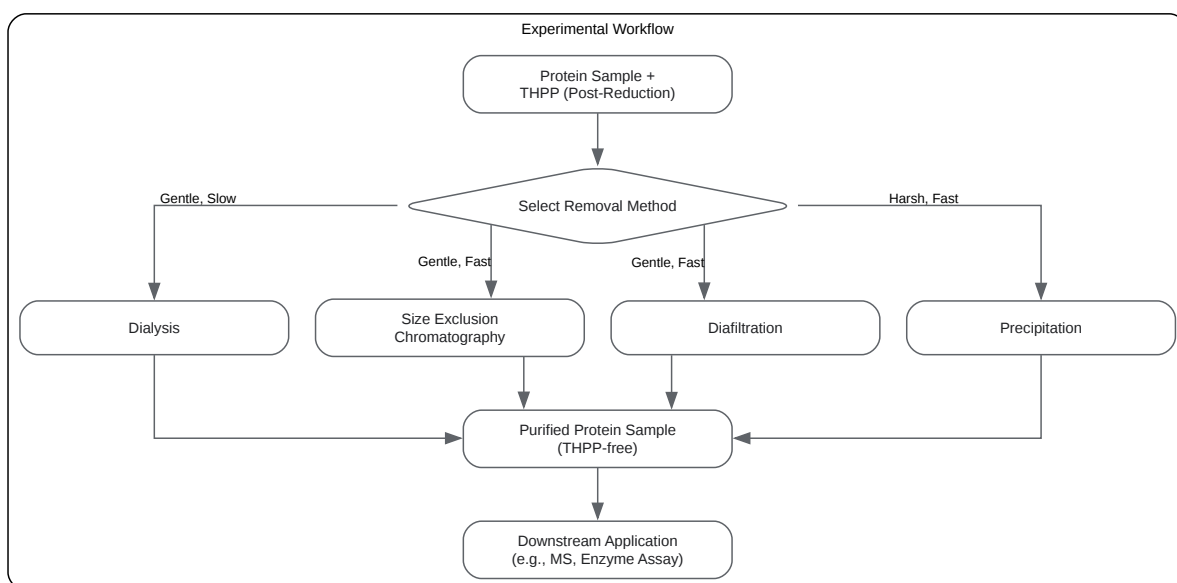 Experimental Workflow
Protein Sample +
THPP (Post-Reduction)
Select Removal Method
Gentle, Slow
Harsh, Fast
Gentle, Fast
Gentle, Fast
Dialysis
Size Exclusion
Chromatography
Diafiltration
Precipitation
Purified Protein Sample
(THPP-free)
Downstream Application
(e.g., MS, Enzyme Assay)